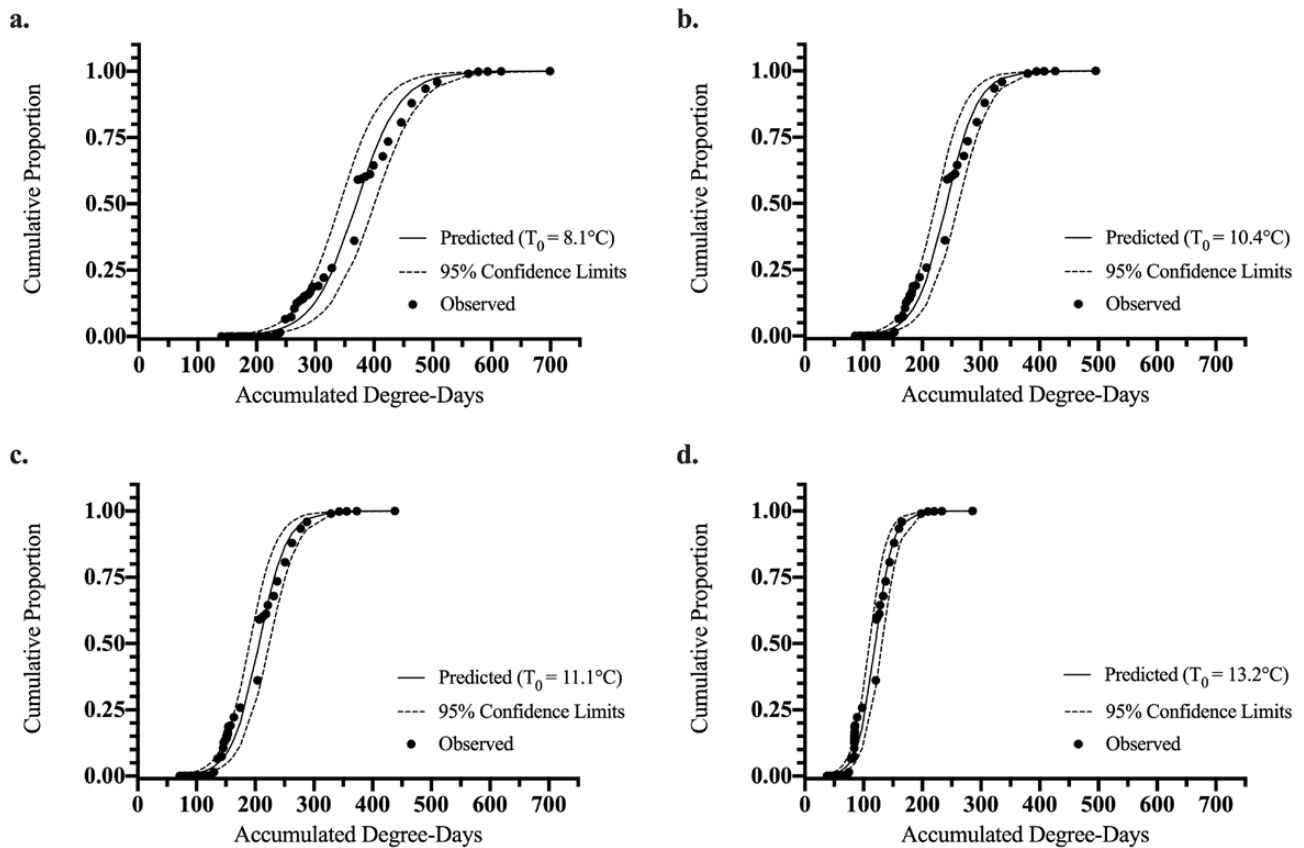 a.
1.00
0.75
0.50
0.25
0.00
Cumulative Proportion
Predicted (T0 = 8.1°C)
95% Confidence Limits
Observed
0 100 200 300 400 500 600 700
Accumulated Degree-Days
b.
1.00
0.75
0.50
0.25
0.00
Cumulative Proportion
Predicted (T0 = 10.4°C)
95% Confidence Limits
Observed
0 100 200 300 400 500 600 700
Accumulated Degree-Days
c.
1.00
0.75
0.50
0.25
0.00
Cumulative Proportion
Predicted (T0 = 11.1°C)
95% Confidence Limits
Observed
0 100 200 300 400 500 600 700
Accumulated Degree-Days
d.
1.00
0.75
0.50
0.25
0.00
Cumulative Proportion
Predicted (T0 = 13.2°C)
95% Confidence Limits
Observed
0 100 200 300 400 500 600 700
Accumulated Degree-Days